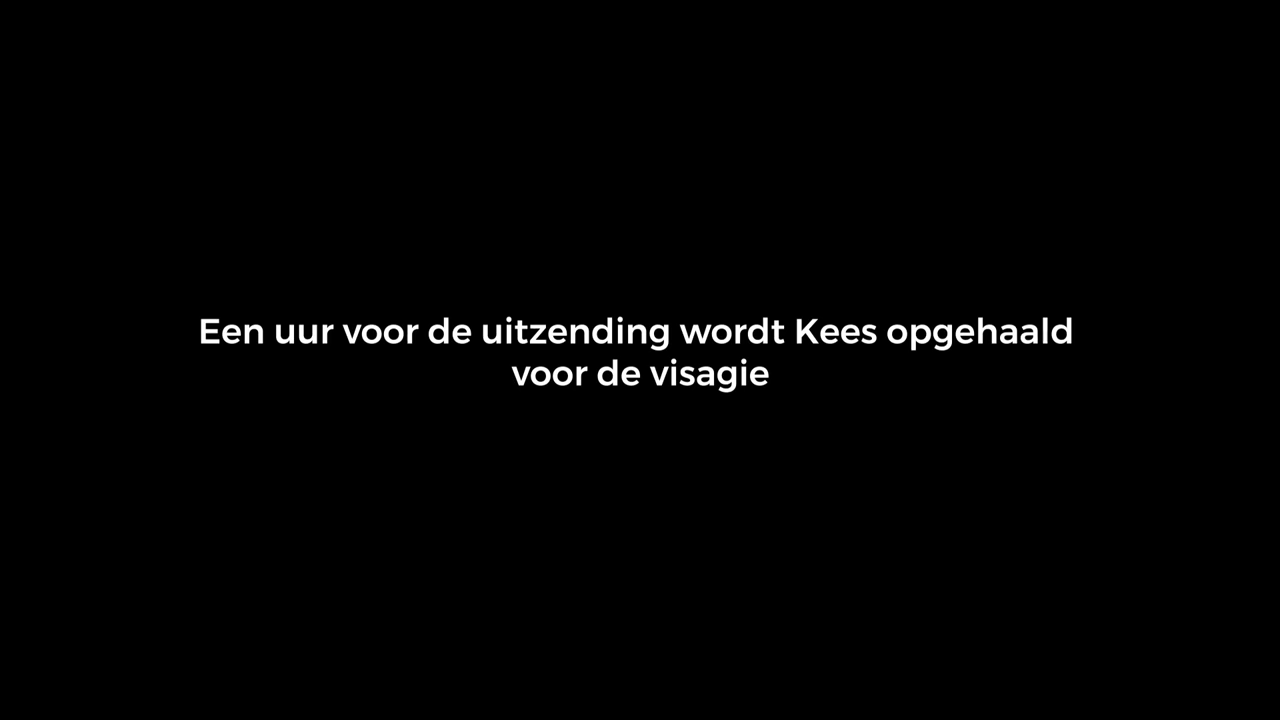 Een uur voor de uitzending wordt Kees opgehaald
voor de visagie